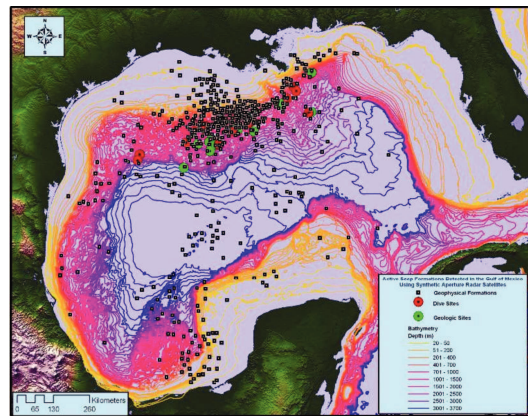 N
W E
S
Active Seep Formations Detected in the Gulf of Mexico
Using Synthetic Aperture Radar Satellites
Geophysical Formations
Dive Sites
Geologic Sites
Bathymetry
Depth (m)
20 - 50
51 - 200
201 - 400
401 - 700
701 - 1000
1001 - 1500
1501 - 2000
2001 - 2500
2501 - 3000
3001 - 3700
Kilometers
0 65 130 260